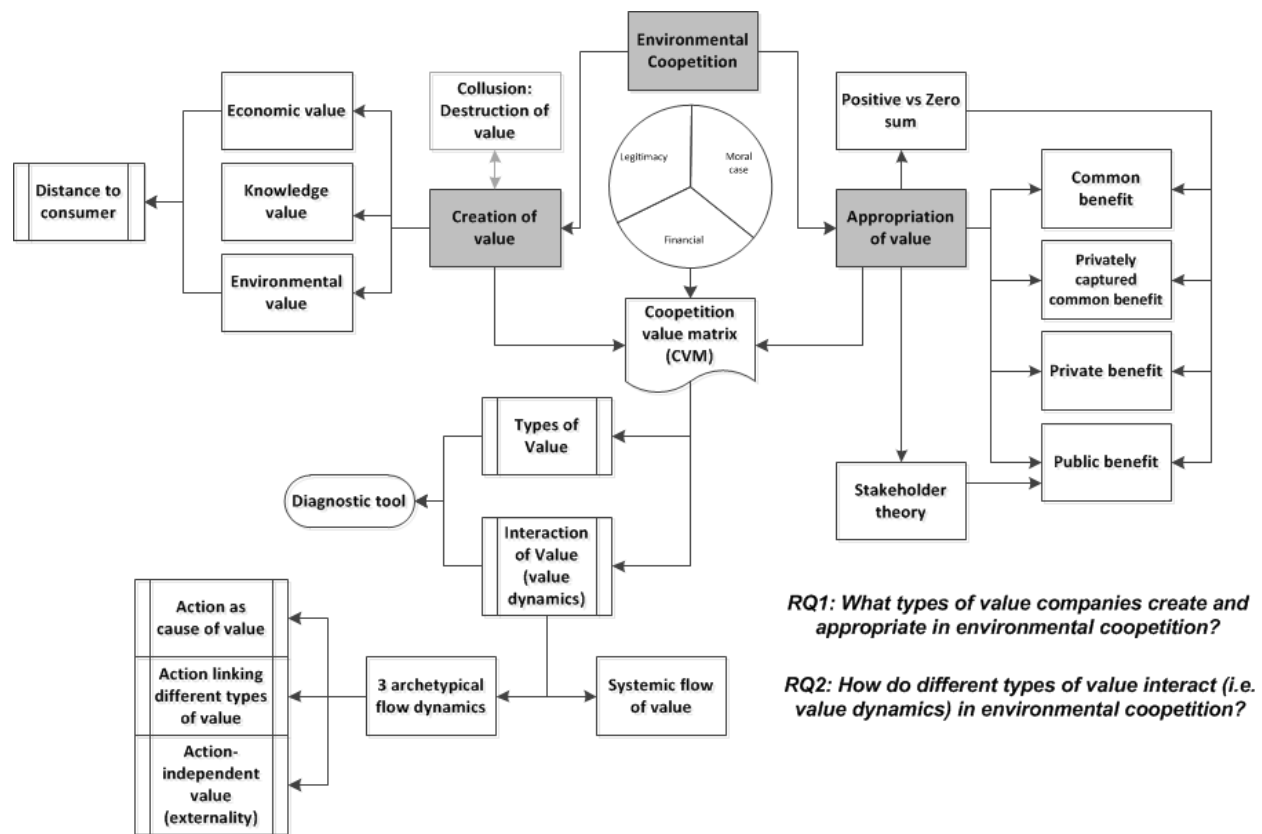 Environmental
Coopetition
Collusion:
Destruction of
value
Economic value
Knowledge
value
Environmental
value
Distance to
consumer
Creation of
value
Legitimacy
Moral
case
Financial
Positive vs Zero
sum
Appropriation
of value
Common
benefit
Privately
captured
common benefit
Private benefit
Public benefit
Stakeholder
theory
Coopetition
value matrix
(CVM)
Types of
Value
Diagnostic tool
Interaction
of Value
(value
dynamics)
Action as
cause of value
Action linking
different types
of value
Action-
independent
value
(externality)
3 archetypical
flow dynamics
Systemic flow
of value
RQ1: What types of value companies create and
appropriate in environmental coopetition?
RQ2: How do different types of value interact (i.e.
value dynamics) in environmental coopetition?